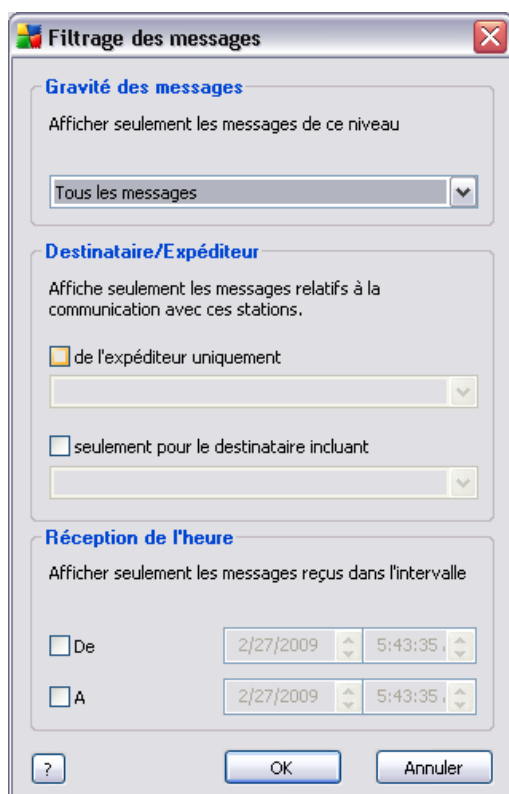 Filtrage des messages
Gravité des messages
Afficher seulement les messages de ce niveau
Tous les messages
Destinataire/Expéditeur
Affiche seulement les messages relatifs à la
communication avec ces stations.
de l'expéditeur uniquement
seulement pour le destinataire incluant
Réception de l'heure
Afficher seulement les messages reçus dans l'intervalle
De 2/27/2009 5:43:35
A 2/27/2009 5:43:35
? OK Annuler